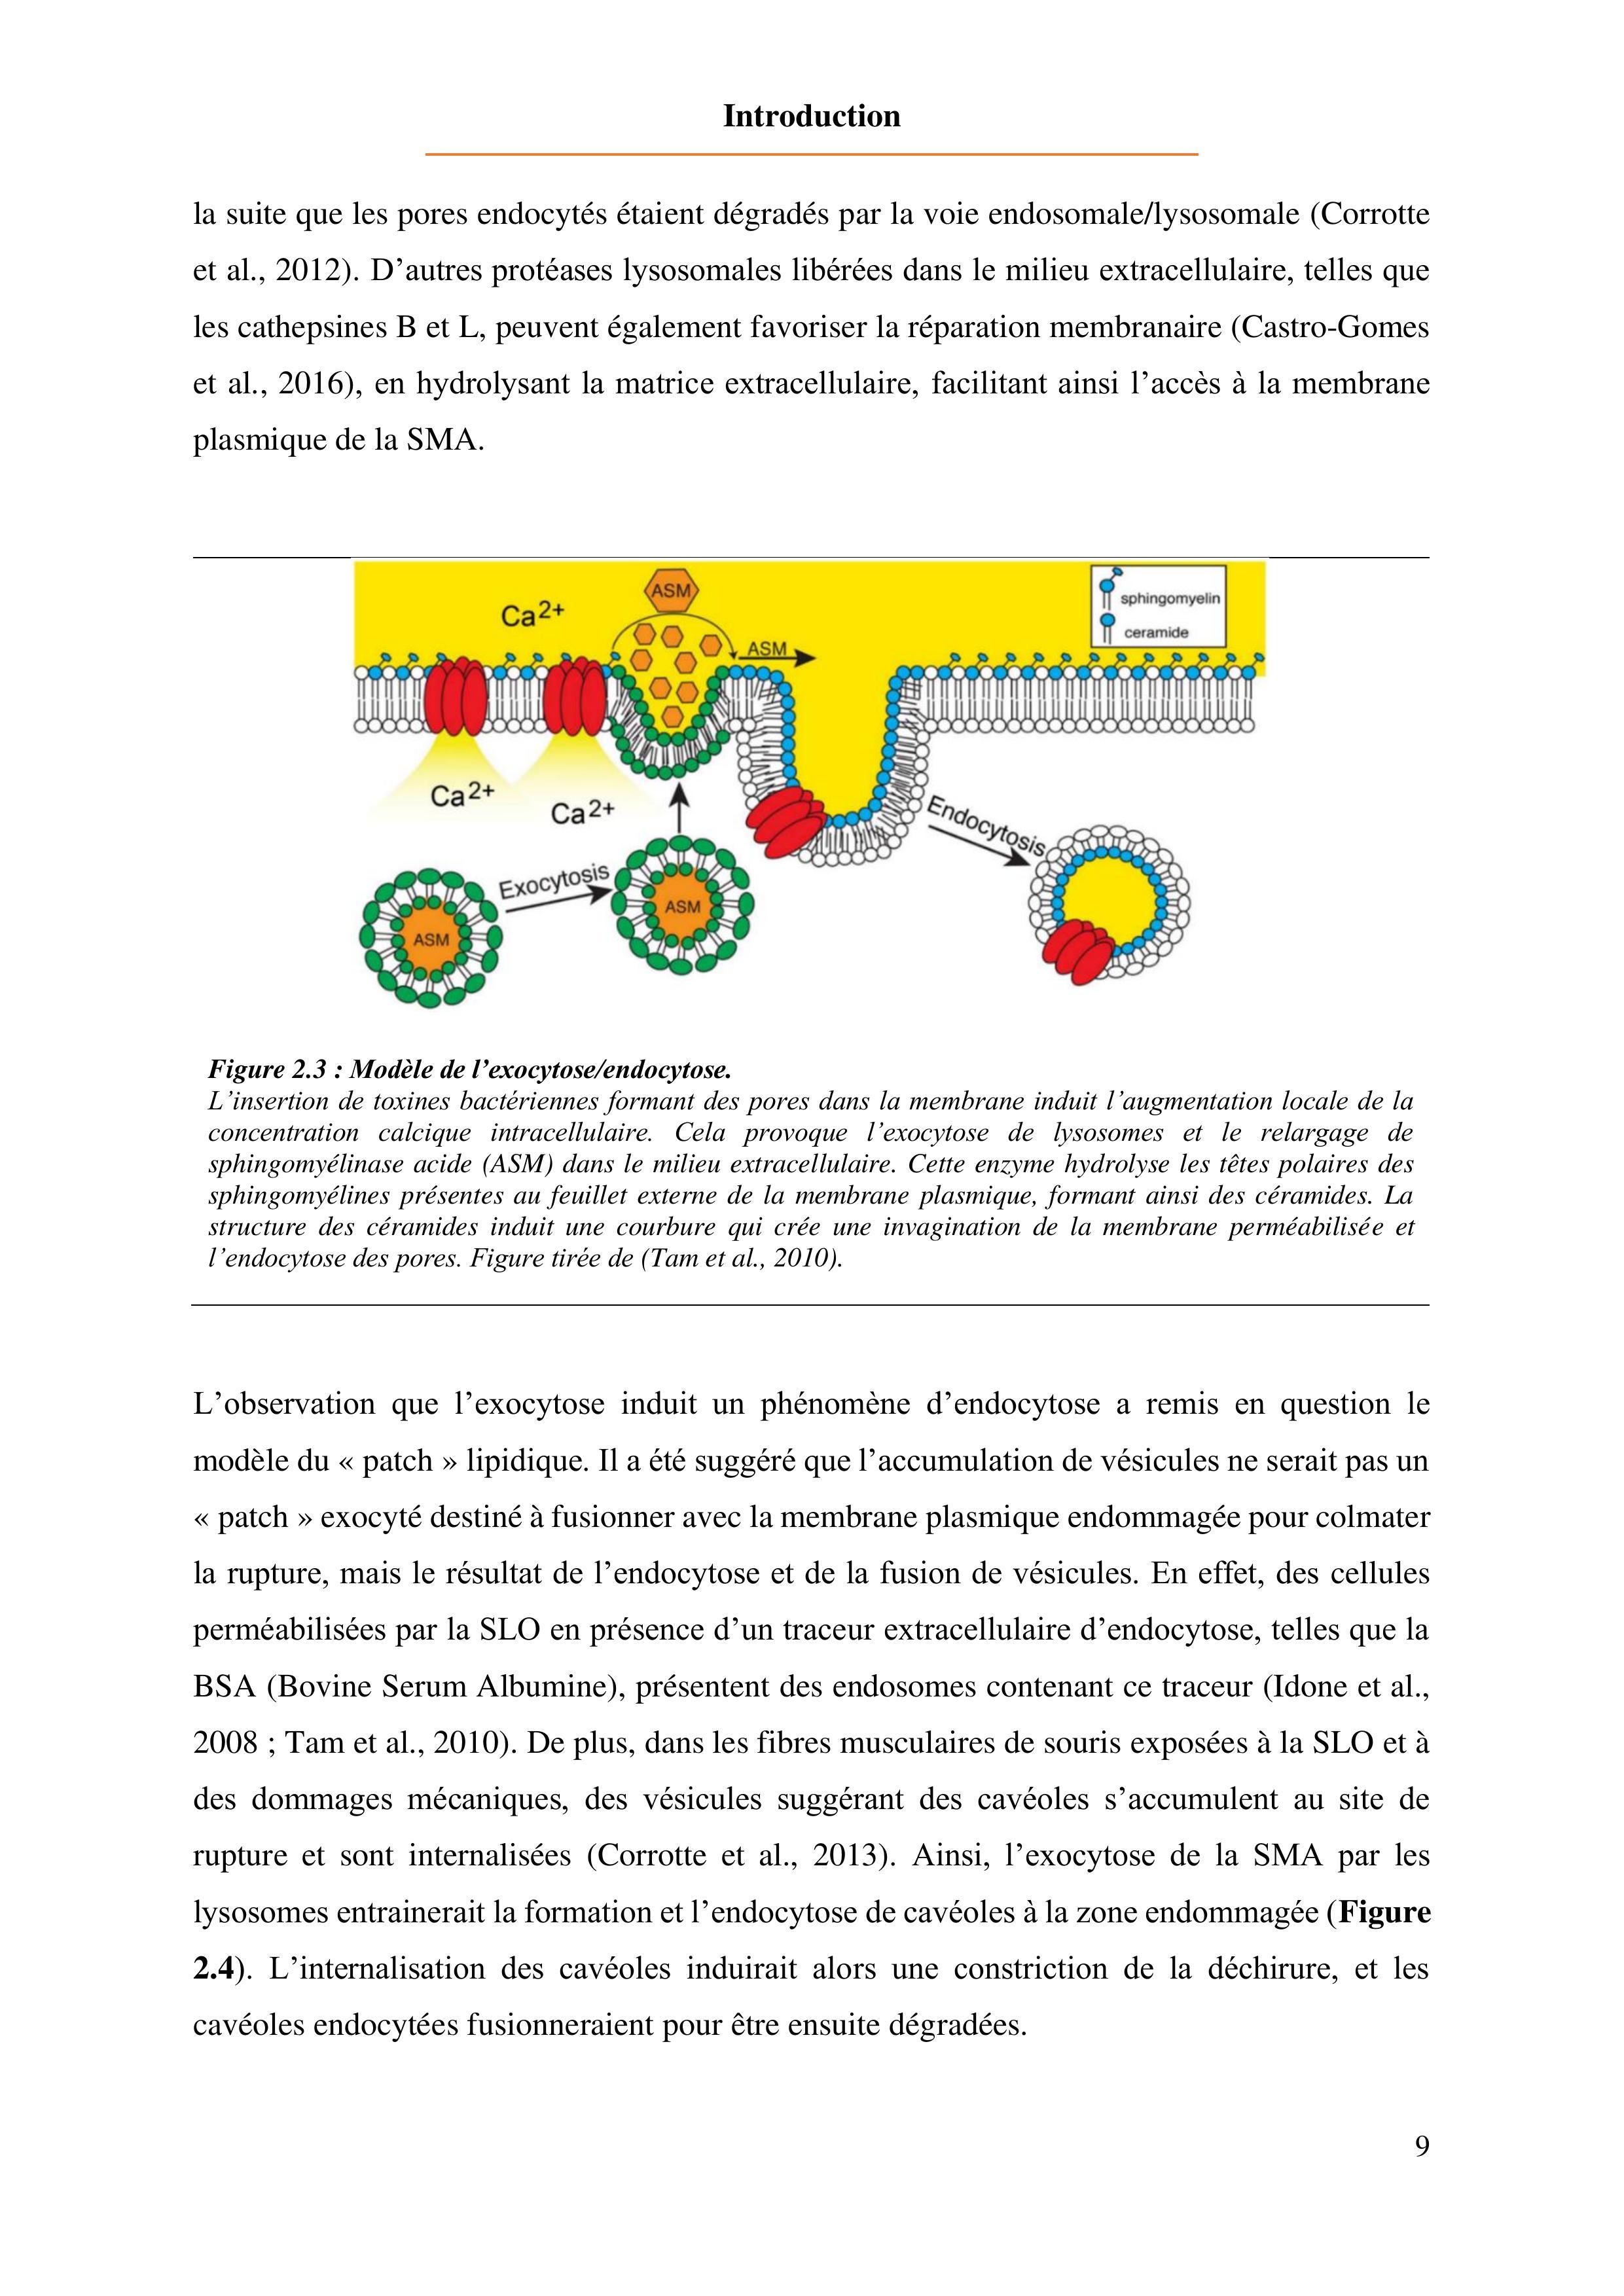 Introduction
la suite que les pores endocytés étaient dégradés par la voie endosomale/lysosomale (Corrotte
et al., 2012). D’autres protéases lysosomales libérées dans le milieu extracellulaire, telles que
les cathepsines B et L, peuvent également favoriser la réparation membranaire (Castro-Gomes
et al., 2016), en hydrolysant la matrice extracellulaire, facilitant ainsi l’accès à la membrane
plasmique de la SMA.
ASM
Ca2+
sphingomyelin
ceramide
ASM
Ca2+
Ca2+
Endocytosis
Exocytosis
ASM
ASM
Figure 2.3 : Modèle de l’exocytose/endocytose.
L’insertion de toxines bactériennes formant des pores dans la membrane induit l’augmentation locale de la
concentration calcique intracellulaire. Cela provoque l’exocytose de lysosomes et le relargage de
sphingomyélinase acide (ASM) dans le milieu extracellulaire. Cette enzyme hydrolyse les têtes polaires des
sphingomyélines présentes au feuillet externe de la membrane plasmique, formant ainsi des céramides. La
structure des céramides induit une courbure qui crée une invagination de la membrane perméabilisée et
l’endocytose des pores. Figure tirée de (Tam et al., 2010).
L’observation que l’exocytose induit un phénomène d’endocytose a remis en question le
modèle du « patch » lipidique. Il a été suggéré que l’accumulation de vésicules ne serait pas un
« patch » exocyté destiné à fusionner avec la membrane plasmique endommagée pour colmater
la rupture, mais le résultat de l’endocytose et de la fusion de vésicules. En effet, des cellules
perméabilisées par la SLO en présence d’un traceur extracellulaire d’endocytose, telles que la
BSA (Bovine Serum Albumine), présentent des endosomes contenant ce traceur (Idone et al.,
2008 ; Tam et al., 2010). De plus, dans les fibres musculaires de souris exposées à la SLO et à
des dommages mécaniques, des vésicules suggérant des cavéoles s’accumulent au site de
rupture et sont internalisées (Corrotte et al., 2013). Ainsi, l’exocytose de la SMA par les
lysosomes entrainerait la formation et l’endocytose de cavéoles à la zone endommagée (Figure
2.4). L’internalisation des cavéoles induirait alors une constriction de la déchirure, et les
cavéoles endocytées fusionneraient pour être ensuite dégradées.
9